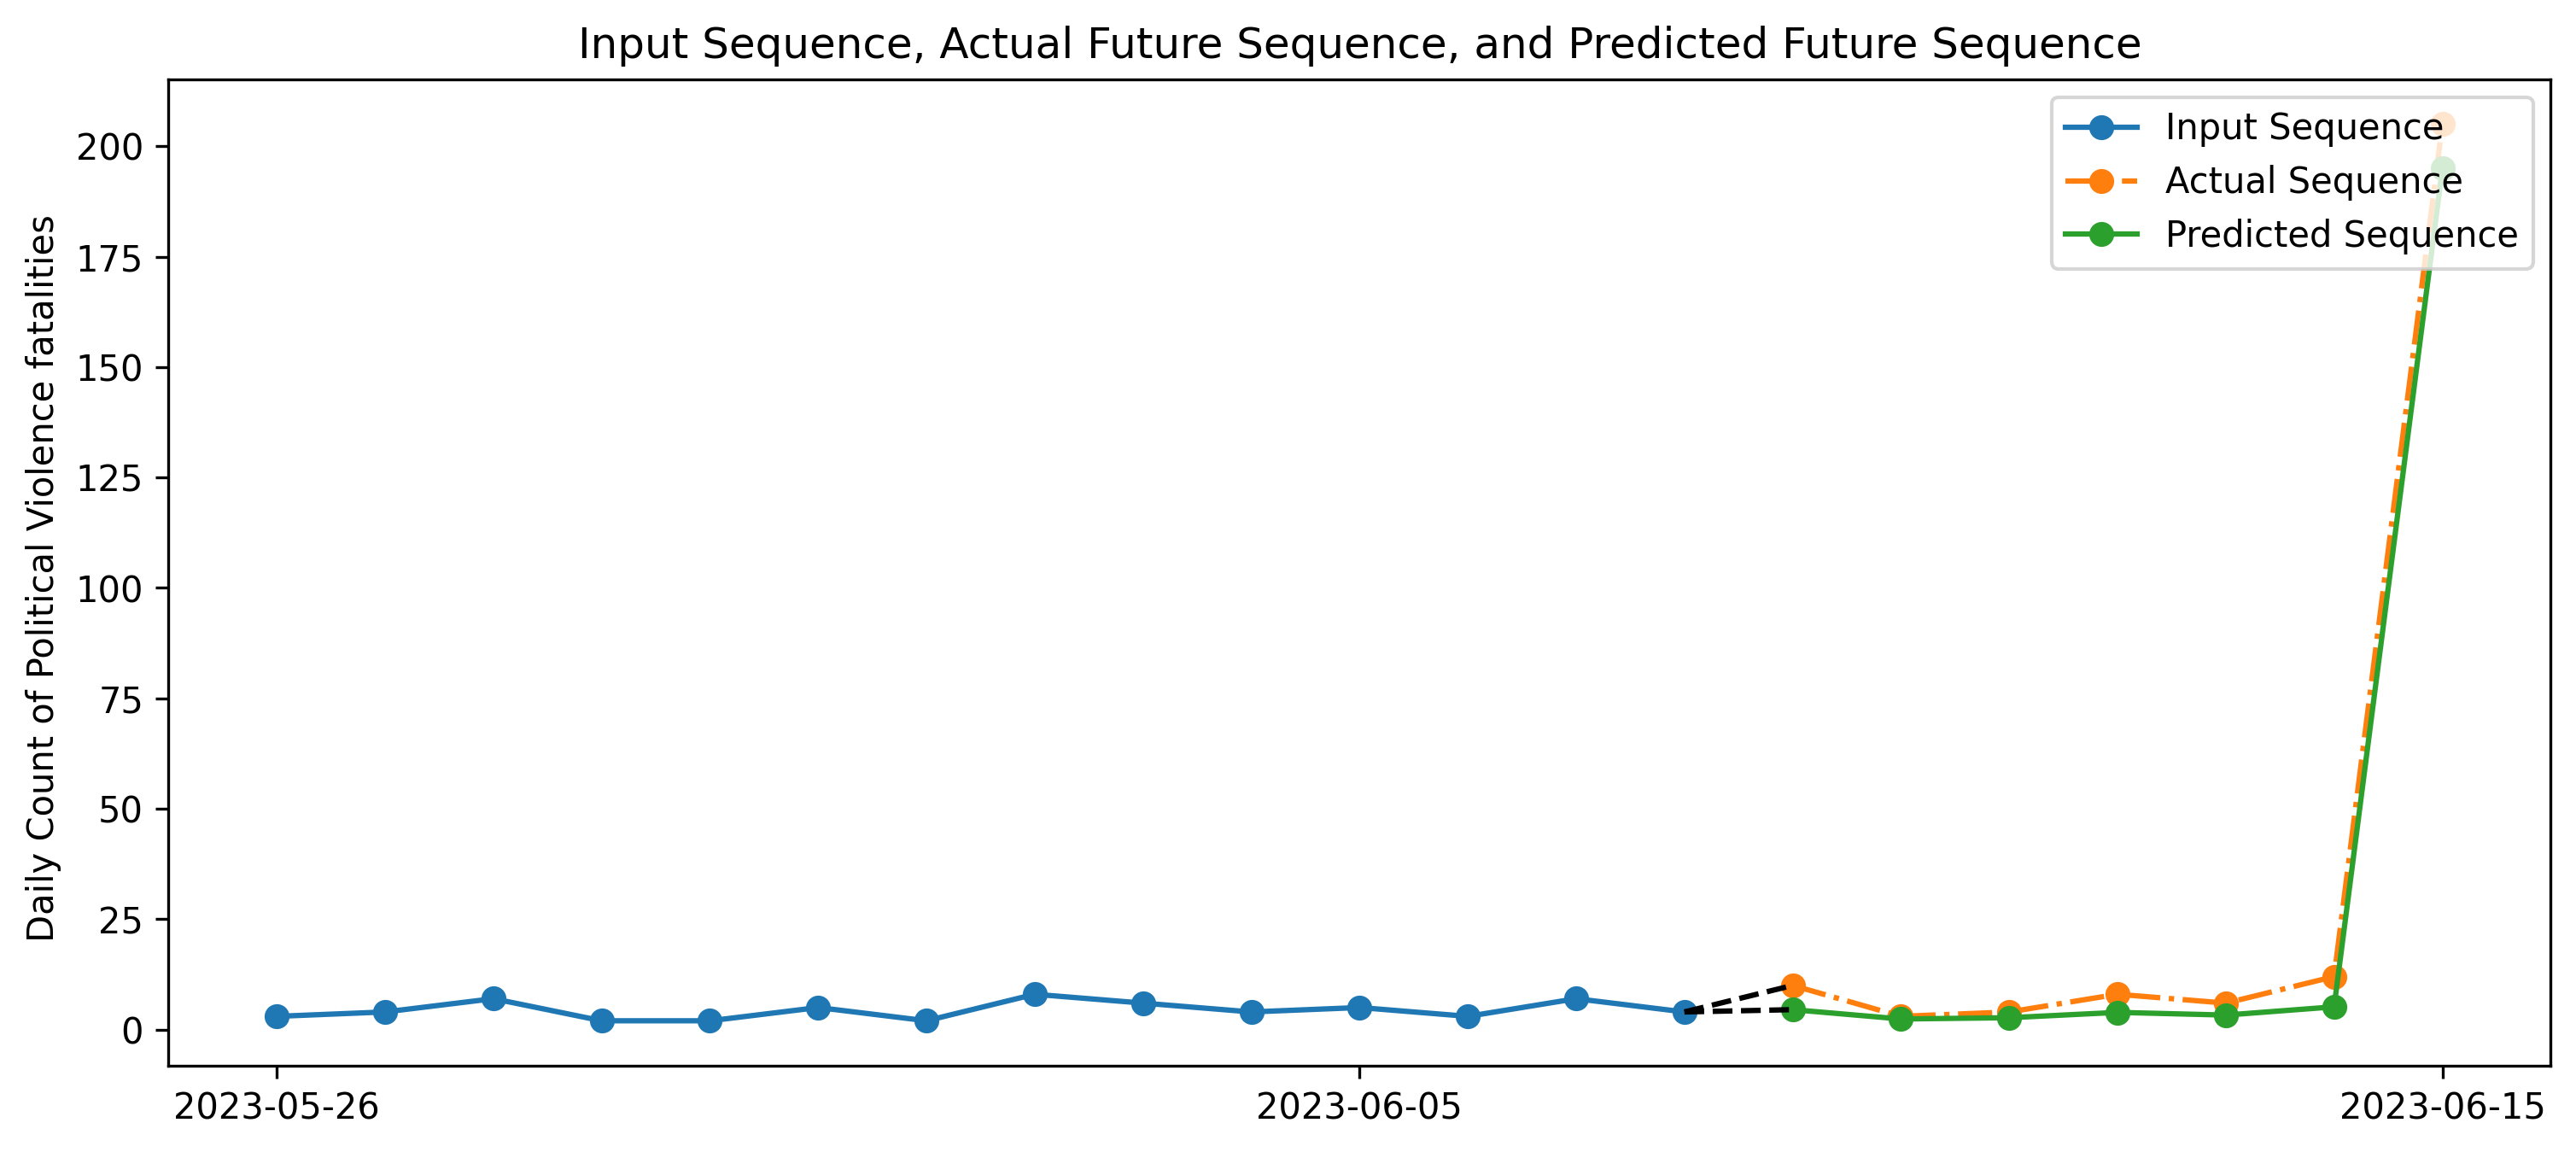 Input Sequence, Actual Future Sequence, and Predicted Future Sequence
Daily Count of Political Violence fatalities
200
175
150
125
100
75
50
25
0
Input Sequence
Actual Sequence
Predicted Sequence
2023-05-26
2023-06-05
2023-06-15